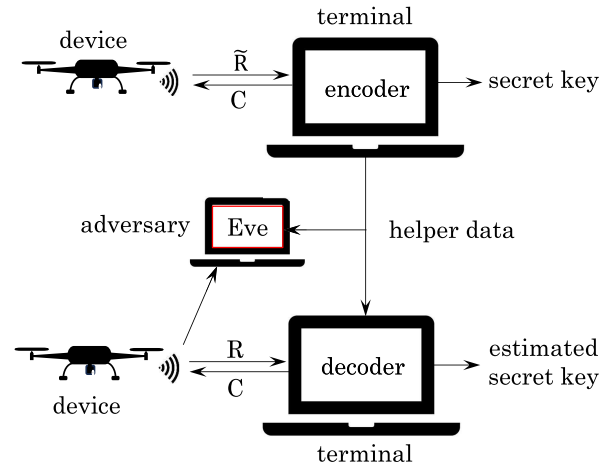 terminal
device
R̃
encoder
secret key
C
adversary
Eve
helper data
R
decoder
estimated
secret key
C
device
terminal